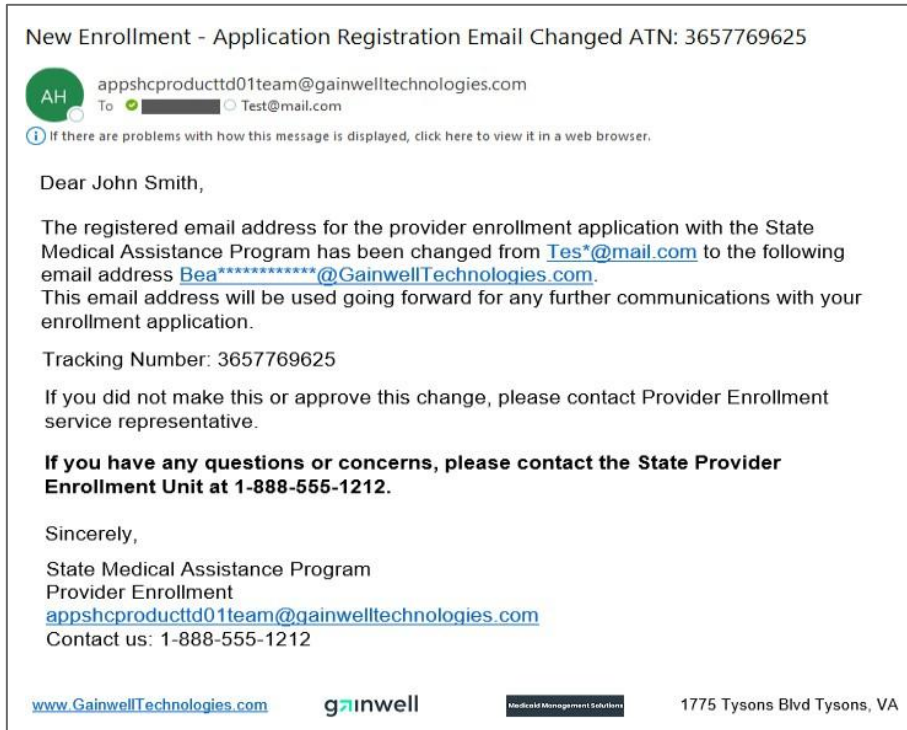 New Enrollment - Application Registration Email Changed ATN: 3657769625
AH
appshcproducttd01team@gainwelltechnologies.com
To Test@mail.com
If there are problems with how this message is displayed, click here to view it in a web browser.
Dear John Smith,
The registered email address for the provider enrollment application with the State
Medical Assistance Program has been changed from Tes*@mail.com to the following
email address Bea************@GainwellTechnologies.com.
This email address will be used going forward for any further communications with your
enrollment application.
Tracking Number: 3657769625
If you did not make this or approve this change, please contact Provider Enrollment
service representative.
If you have any questions or concerns, please contact the State Provider
Enrollment Unit at 1-888-555-1212.
Sincerely,
State Medical Assistance Program
Provider Enrollment
appshcproducttd01team@gainwelltechnologies.com
Contact us: 1-888-555-1212
www.GainwellTechnologies.com gainwell Medicaid Management Solutions 1775 Tysons Blvd Tysons, VA